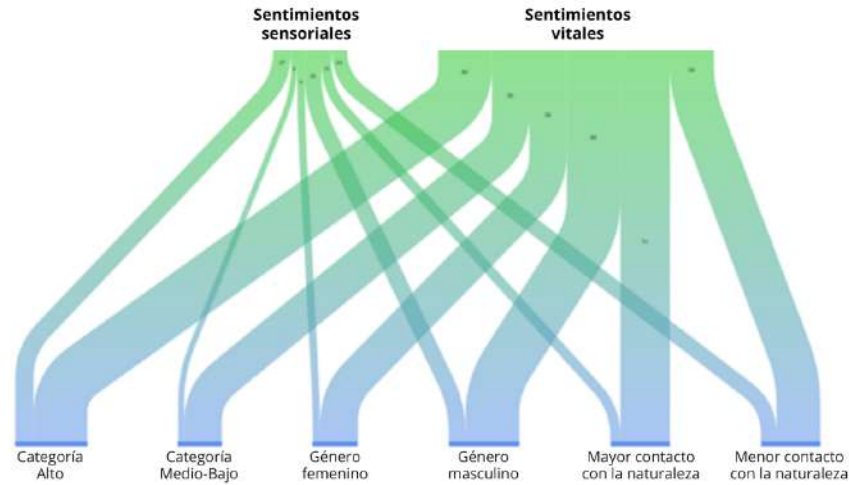 Sentimientos
sensoriales
Sentimientos
vitales
Categoría
Alto
Categoría
Medio-Bajo
Género
femenino
Género
masculino
Mayor contacto
con la naturaleza
Menor contacto
con la naturaleza